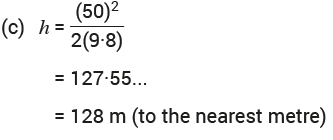 (c) h = (50)² / 2(9·8)
= 127·55...
= 128 m (to the nearest metre)